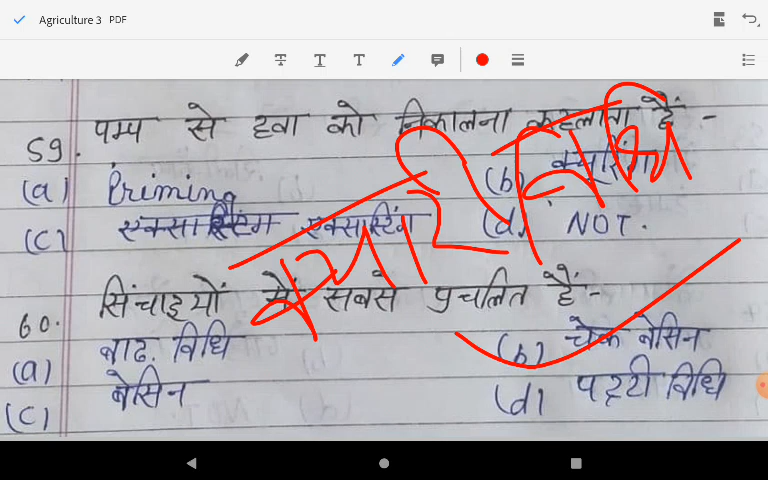 Agriculture 3 PDF
59. पम्प से हवा को निकालना कहलाता हैं -
(a) Priming (b) क्यूरिंग
(c) एक्सास्टिंग (d) NOT.
60. सिंचाइयों में सबसे प्रचलित हैं-
(a) बाढ. विधि (b) चेक बेसिन
(c) बेसिन (d) पट्टी विधि